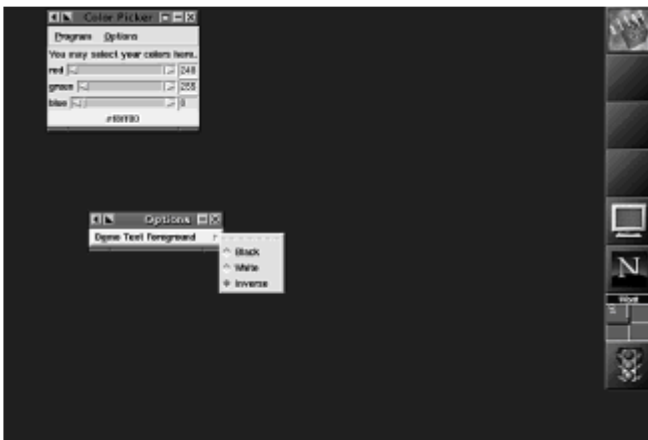 Color Picker
Program Options
You may select your colors here.
red 248
green 255
blue 0
#f8ff00
Options
Demo Text Foreground
Black
White
Inverse
N